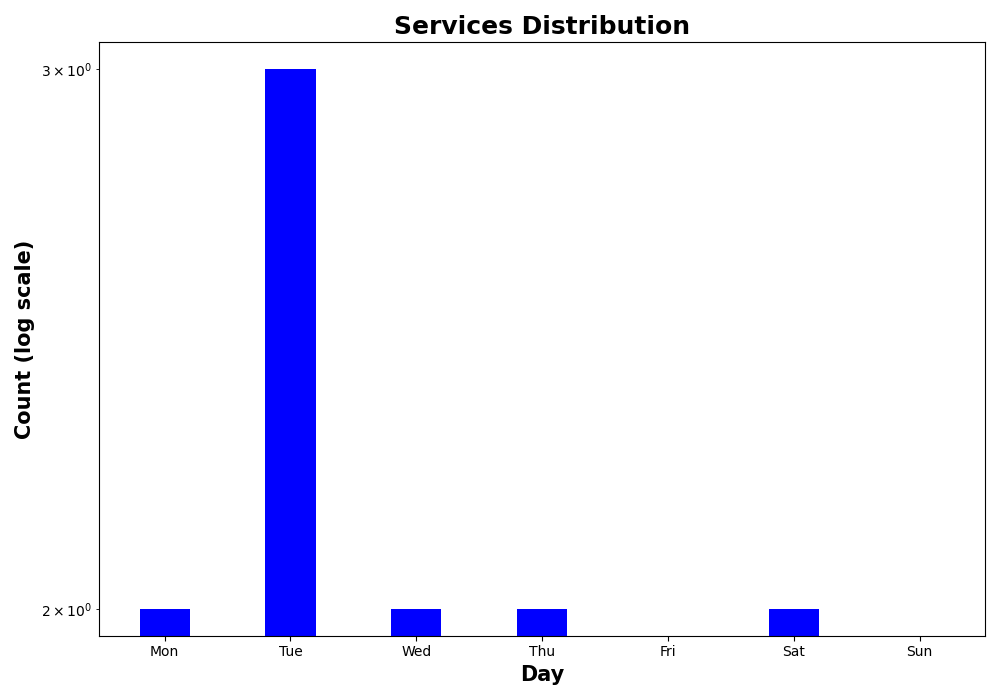 Services Distribution
3 × 10⁰
Count (log scale)
2 × 10⁰
Mon Tue Wed Thu Fri Sat Sun
Day